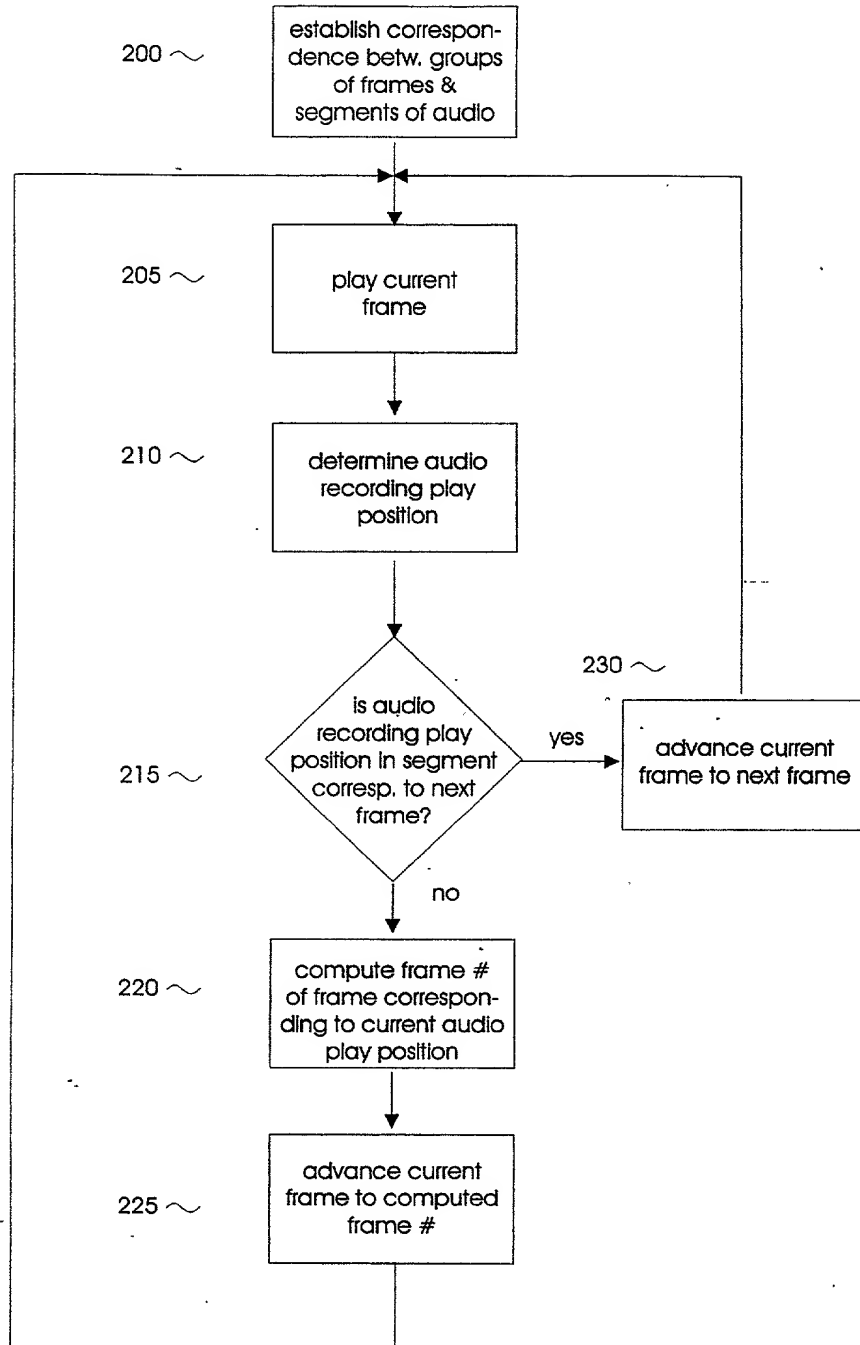 200
establish correspon-
dence betw. groups
of frames &
segments of audio
205
play current
frame
210
determine audio
recording play
position
215
is audio
recording play
position in segment
corresp. to next
frame?
yes
230
advance current
frame to next frame
no
220
compute frame #
of frame correspon-
ding to current audio
play position
225
advance current
frame to computed
frame #